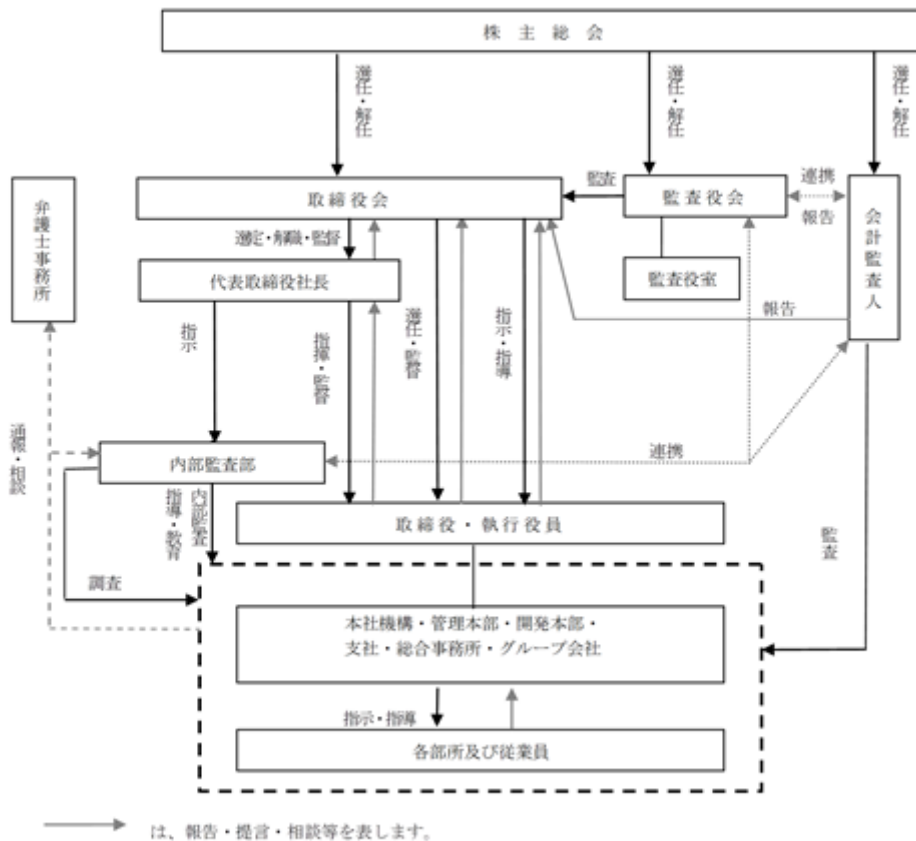 株主総会
選任・解任
選任・解任
選任・解任
弁護士事務所
取締役会
監査
監査役会
連携
報告
会計監査人
選定・解職・監督
代表取締役社長
監査役室
報告
指示
指揮・監督
選任・監督
指示・指導
通報・相談
内部監査部
連携
内部監査
指導・教育
取締役・執行役員
監査
調査
本社機構・管理本部・開発本部・
支社・総合事務所・グループ会社
指示・指導
各部所及び従業員
は、報告・提言・相談等を表します。